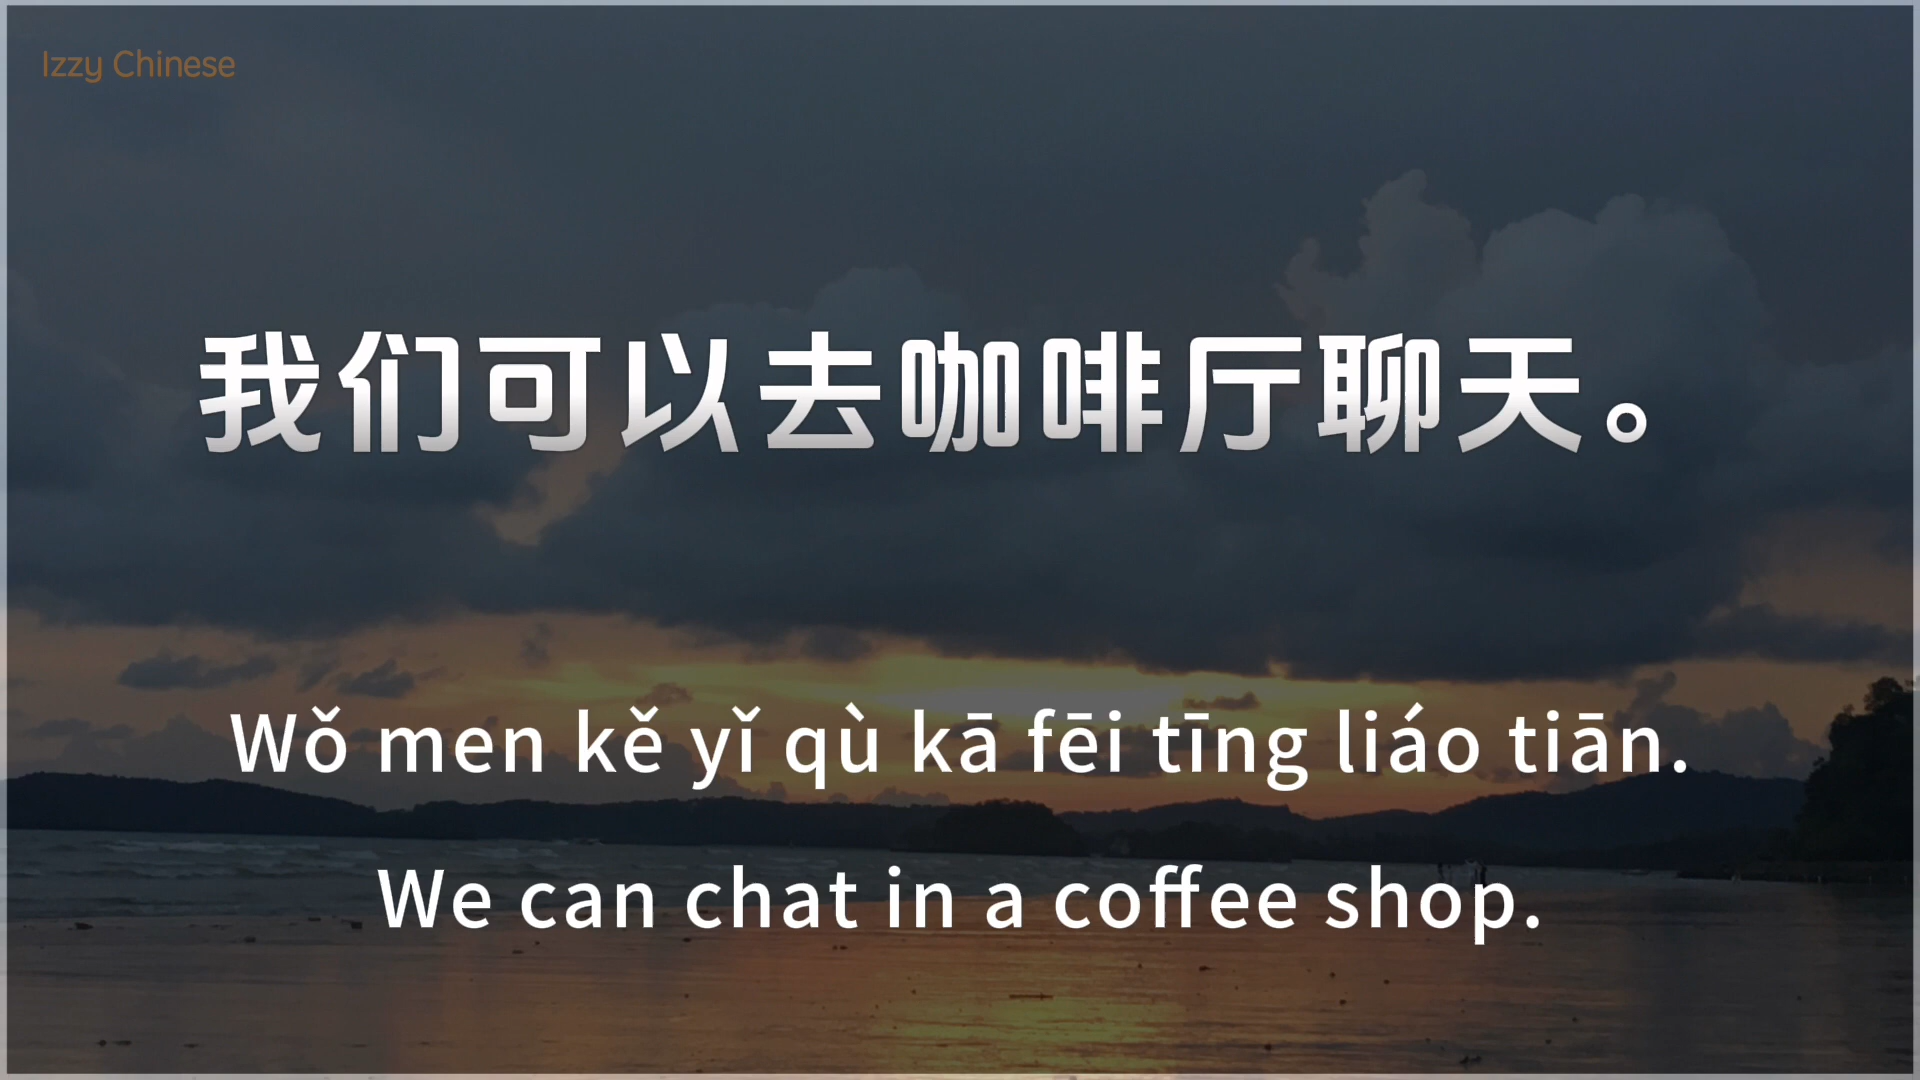 Izzy Chinese
我们可以去咖啡厅聊天。
Wǒ men kě yǐ qù kā fēi tīng liáo tiān.
We can chat in a coffee shop.